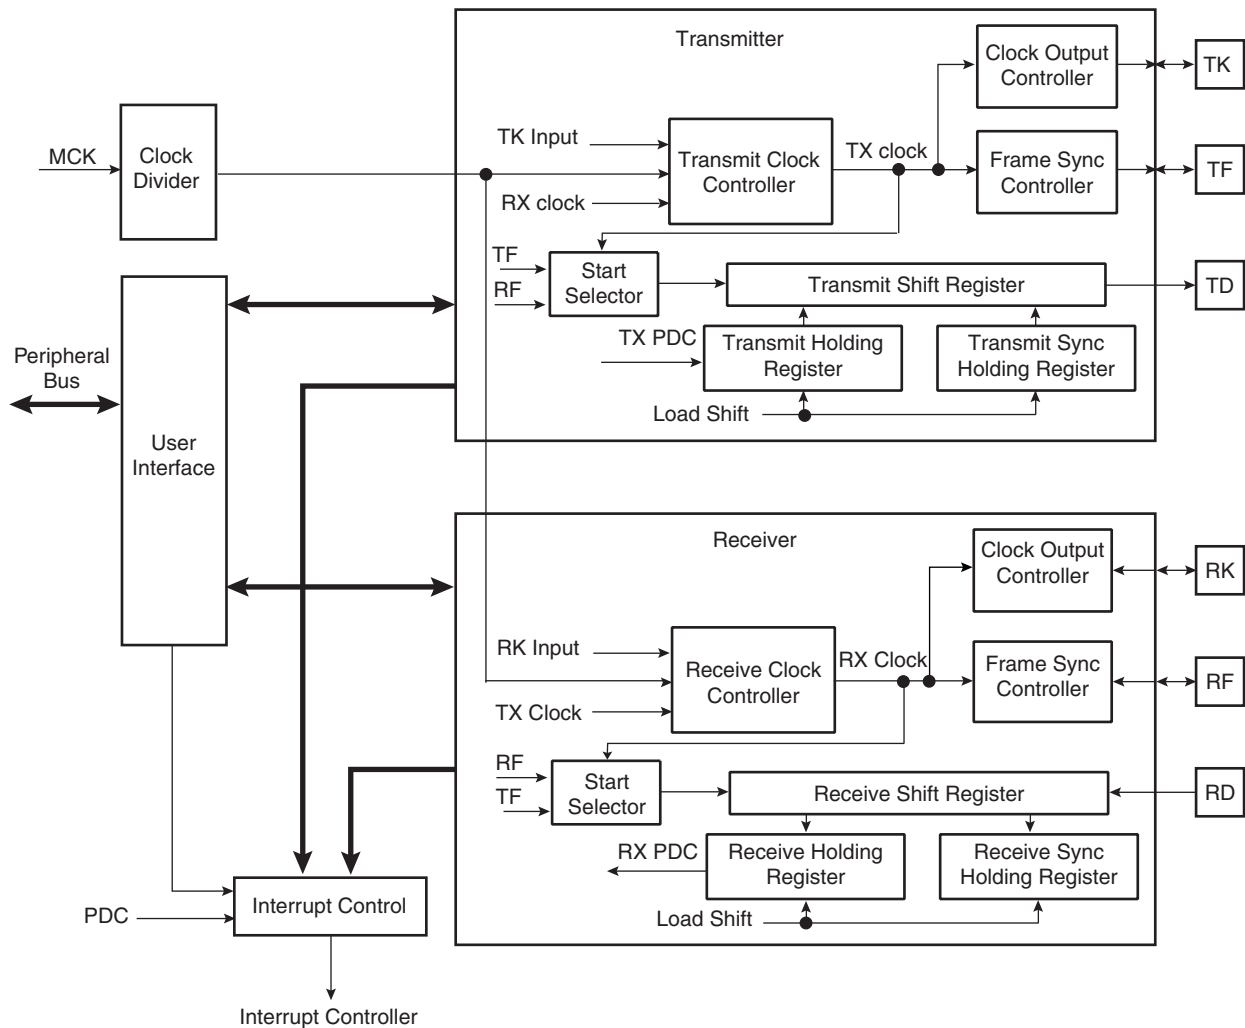 Transmitter
Clock Output
Controller
TK
MCK
Clock
Divider
TK Input
Transmit Clock
Controller
RX clock
TX clock
Frame Sync
Controller
TF
TF
RF
Start
Selector
Transmit Shift Register
TD
TX PDC
Transmit Holding
Register
Transmit Sync
Holding Register
Load Shift
Peripheral
Bus
User
Interface
Receiver
Clock Output
Controller
RK
RK Input
Receive Clock
Controller
TX Clock
RX Clock
Frame Sync
Controller
RF
RF
TF
Start
Selector
Receive Shift Register
RD
RX PDC
Receive Holding
Register
Receive Sync
Holding Register
Load Shift
PDC
Interrupt Control
Interrupt Controller